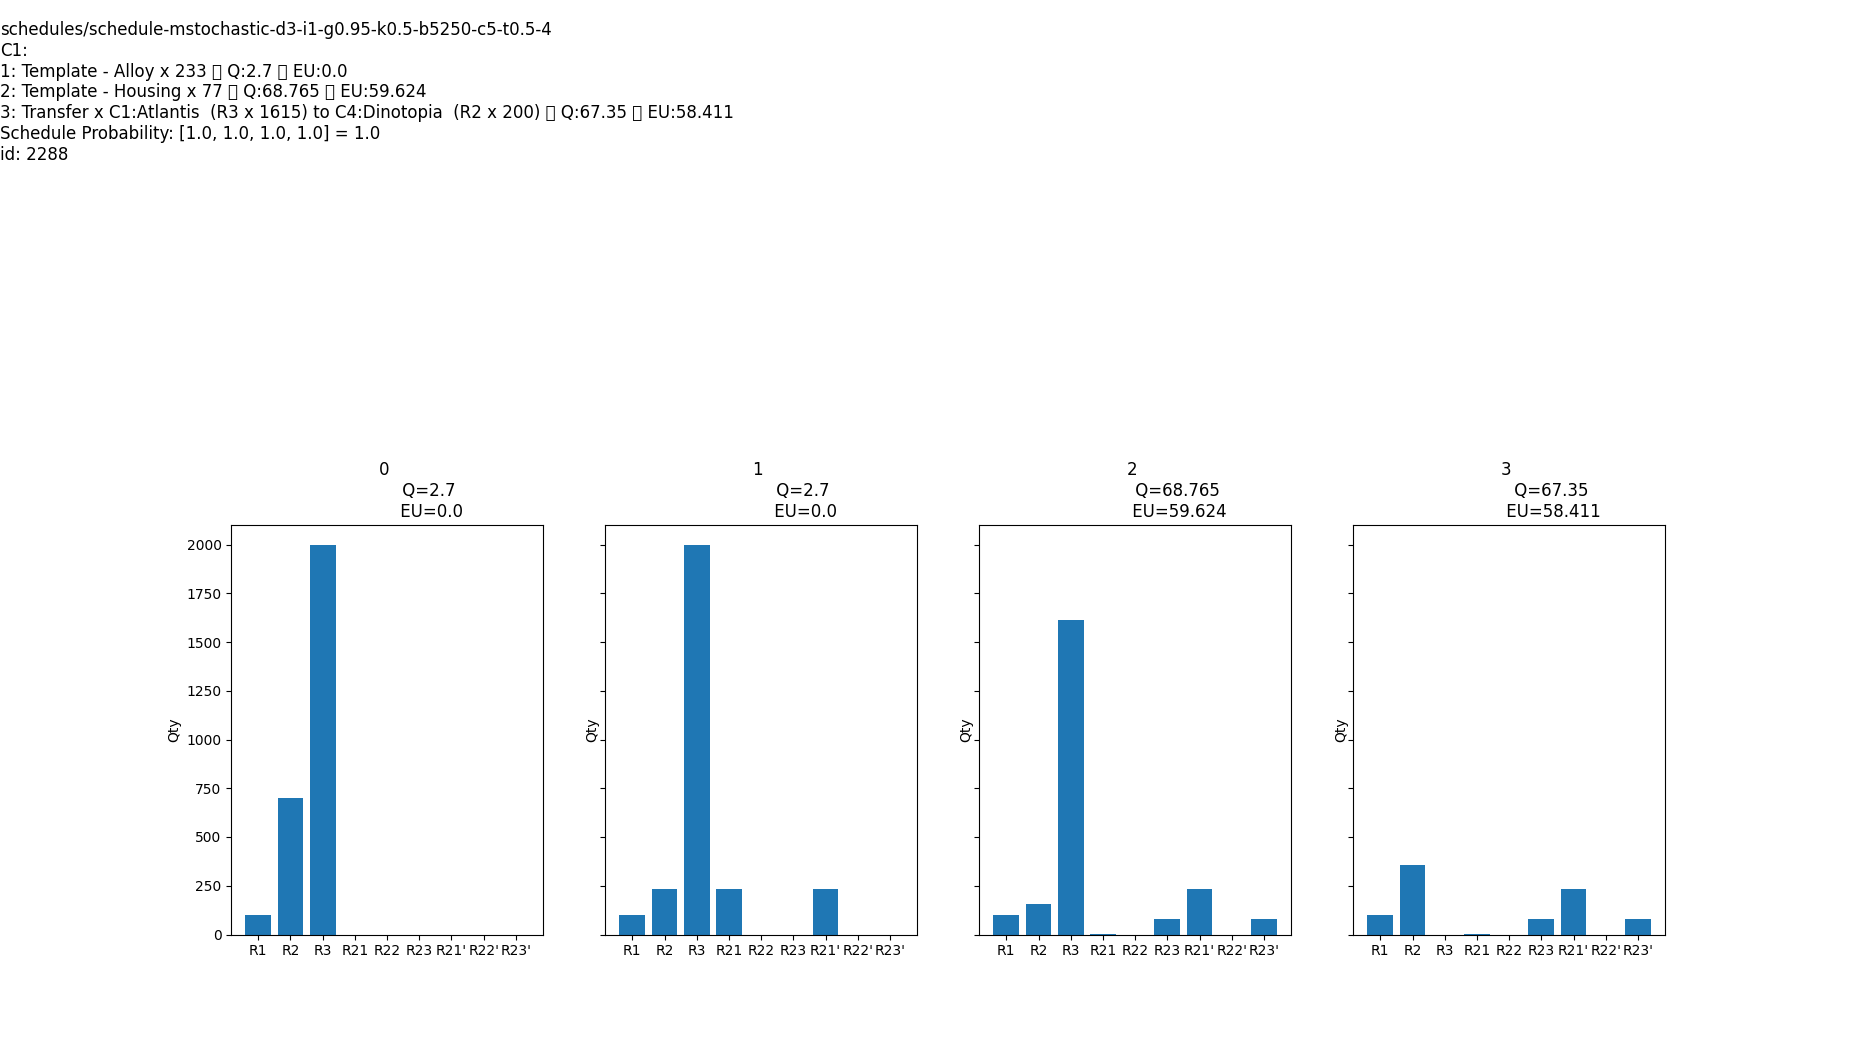 schedules/schedule-mstochastic-d3-i1-g0.95-k0.5-b5250-c5-t0.5-4
C1:
1: Template - Alloy x 233 ▯ Q:2.7 ▯ EU:0.0
2: Template - Housing x 77 ▯ Q:68.765 ▯ EU:59.624
3: Transfer x C1:Atlantis  (R3 x 1615) to C4:Dinotopia  (R2 x 200) ▯ Q:67.35 ▯ EU:58.411
Schedule Probability: [1.0, 1.0, 1.0, 1.0] = 1.0
id: 2288
0
Q=2.7
EU=0.0
2000
1750
1500
1250
1000
750
500
250
0
Qty
R1 R2 R3 R21 R22 R23 R21' R22' R23'
1
Q=2.7
EU=0.0
Qty
R1 R2 R3 R21 R22 R23 R21' R22' R23'
2
Q=68.765
EU=59.624
Qty
R1 R2 R3 R21 R22 R23 R21' R22' R23'
3
Q=67.35
EU=58.411
Qty
R1 R2 R3 R21 R22 R23 R21' R22' R23'